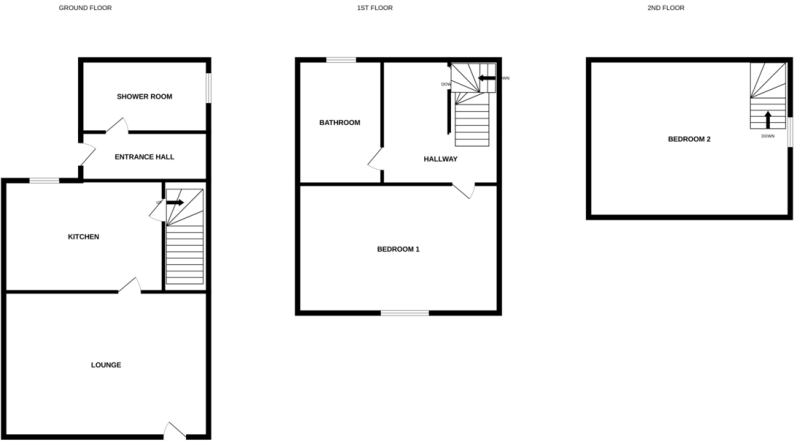 GROUND FLOOR
1ST FLOOR
2ND FLOOR
SHOWER ROOM
ENTRANCE HALL
KITCHEN
LOUNGE
BATHROOM
HALLWAY
BEDROOM 1
BEDROOM 2
DOWN